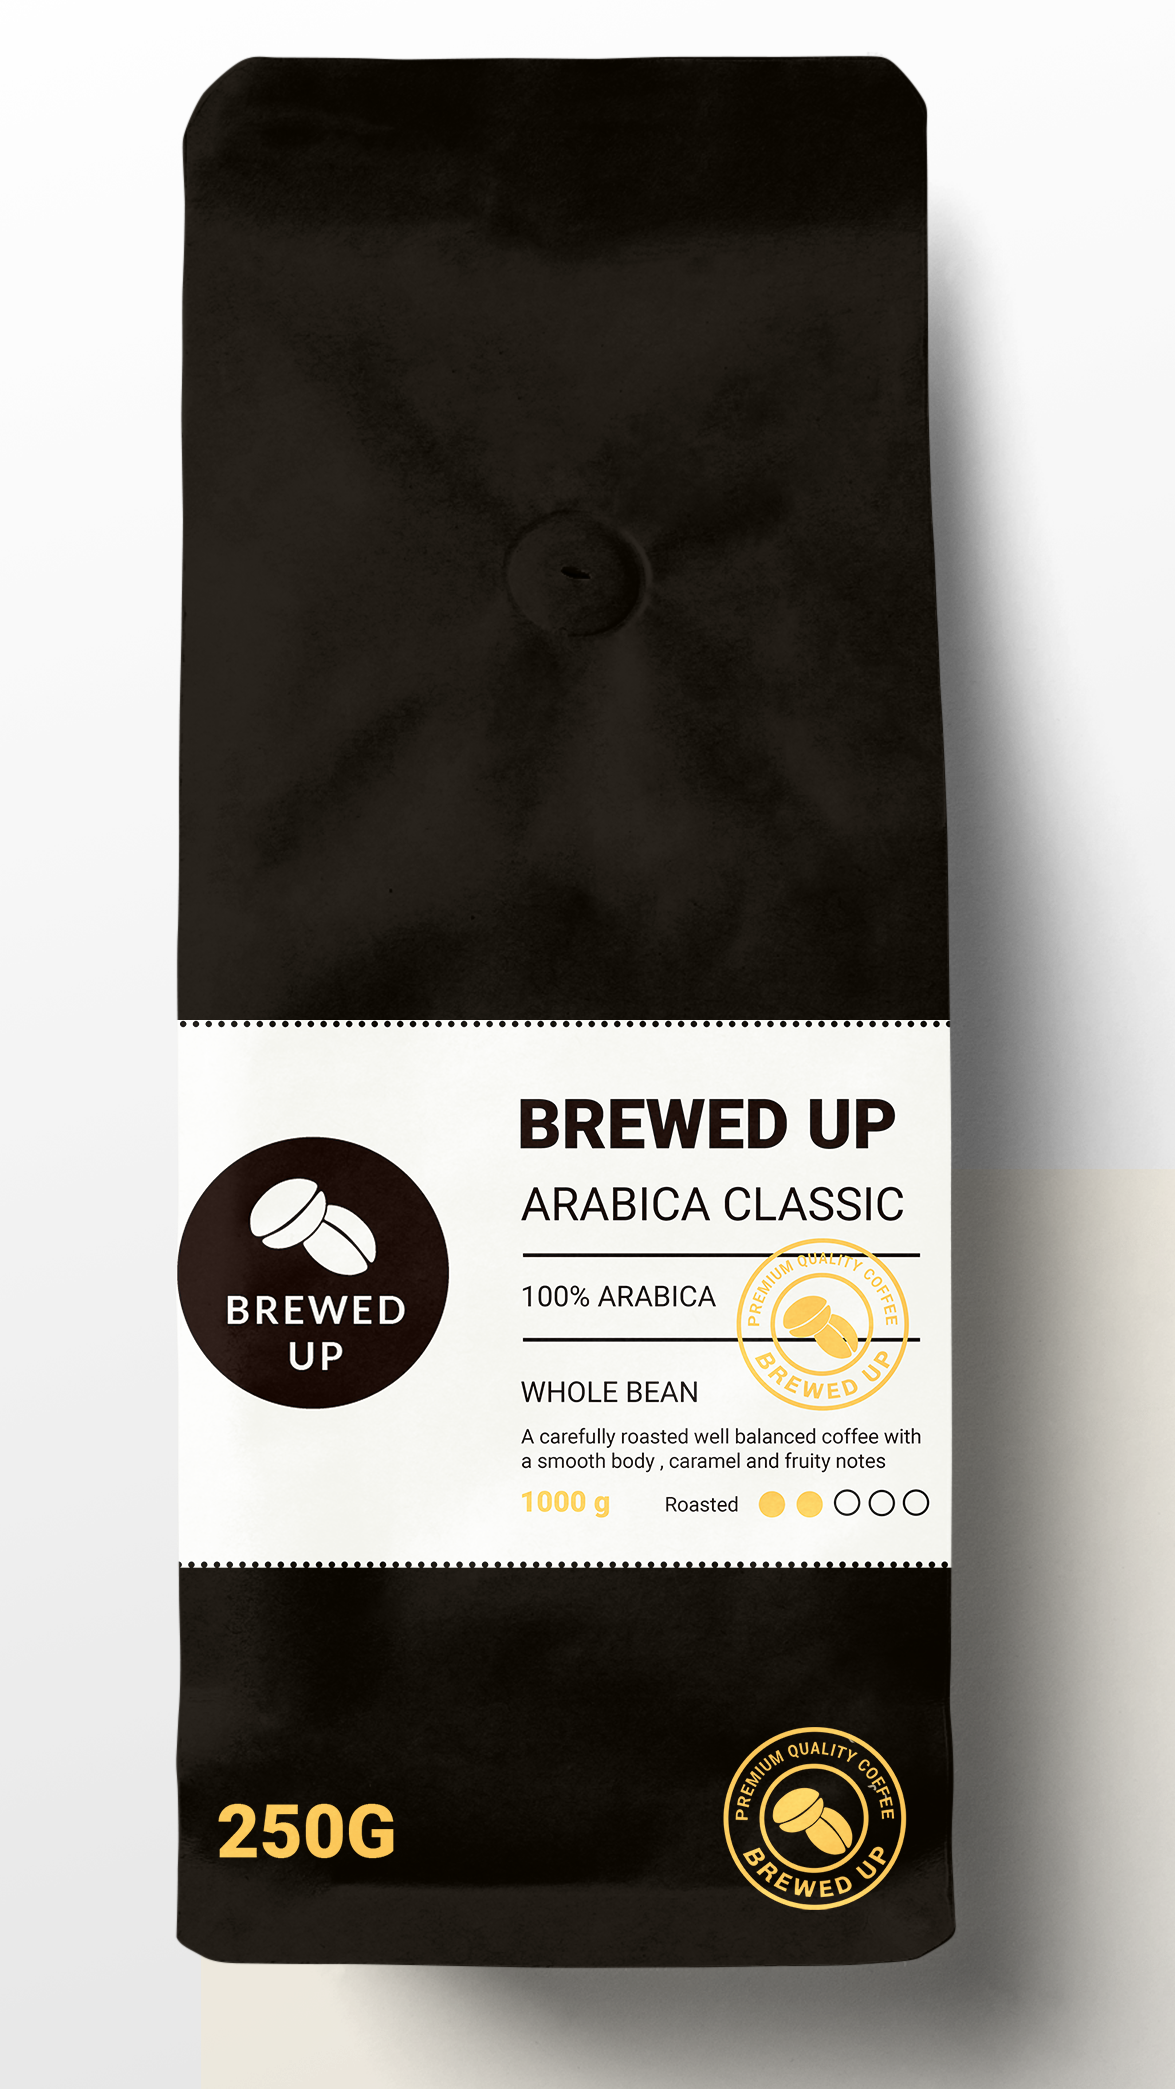 BREWED
UP
BREWED UP
ARABICA CLASSIC
100% ARABICA
PREMIUM QUALITY COFFEE
BREWED UP
WHOLE BEAN
A carefully roasted well balanced coffee with
a smooth body , caramel and fruity notes
1000 g
Roasted
250G
PREMIUM QUALITY COFFEE
BREWED UP